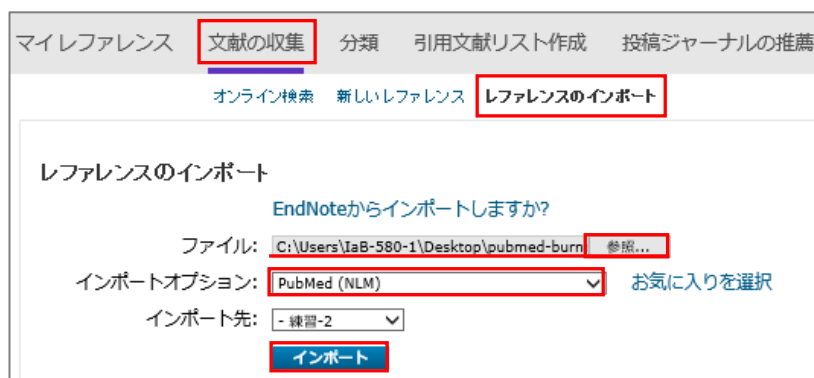 マイレファレンス 文献の収集 分類 引用文献リスト作成 投稿ジャーナルの推薦
オンライン検索 新しいレファレンス レファレンスのインポート
レファレンスのインポート
EndNoteからインポートしますか?
ファイル: C:\Users\IaB-580-1\Desktop\pubmed-burn 参照...
インポートオプション: PubMed (NLM) お気に入りを選択
インポート先: - 練習-2
インポート